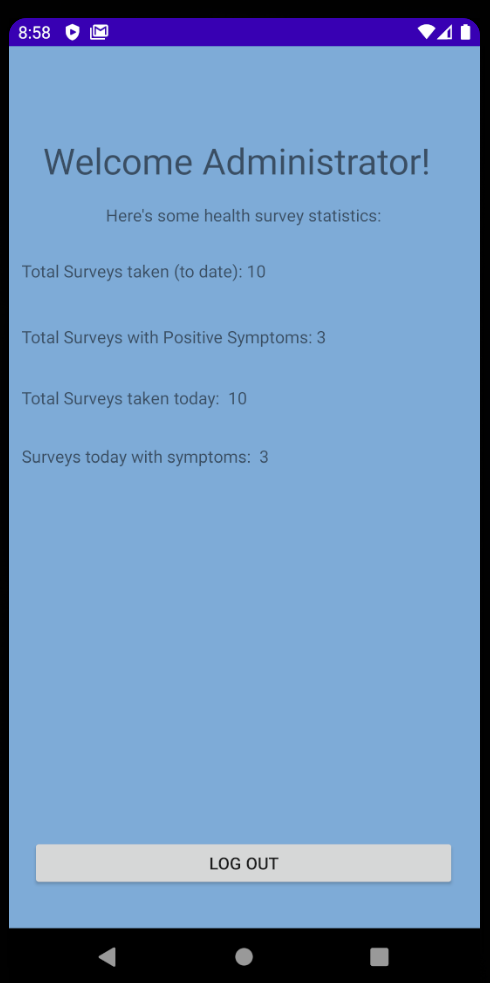 8:58
Welcome Administrator!
Here's some health survey statistics:
Total Surveys taken (to date): 10
Total Surveys with Positive Symptoms: 3
Total Surveys taken today:  10
Surveys today with symptoms:  3
LOG OUT